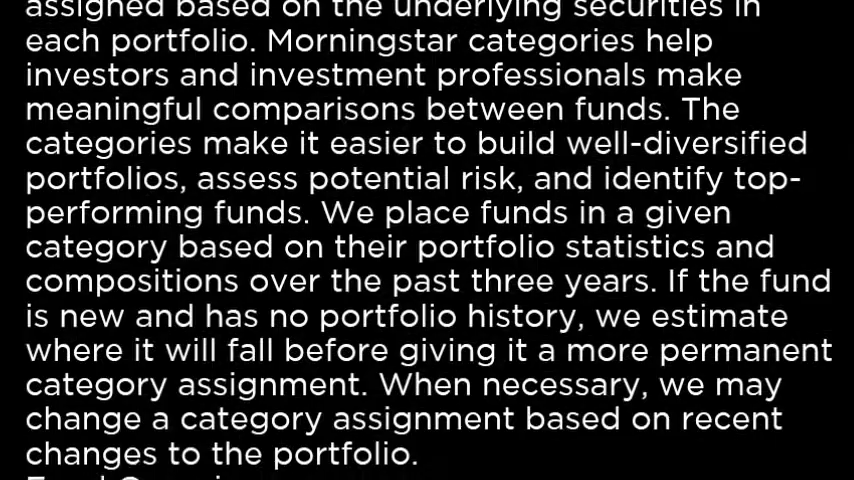 assigned based on the underlying securities in
each portfolio. Morningstar categories help
investors and investment professionals make
meaningful comparisons between funds. The
categories make it easier to build well-diversified
portfolios, assess potential risk, and identify top-
performing funds. We place funds in a given
category based on their portfolio statistics and
compositions over the past three years. If the fund
is new and has no portfolio history, we estimate
where it will fall before giving it a more permanent
category assignment. When necessary, we may
change a category assignment based on recent
changes to the portfolio.